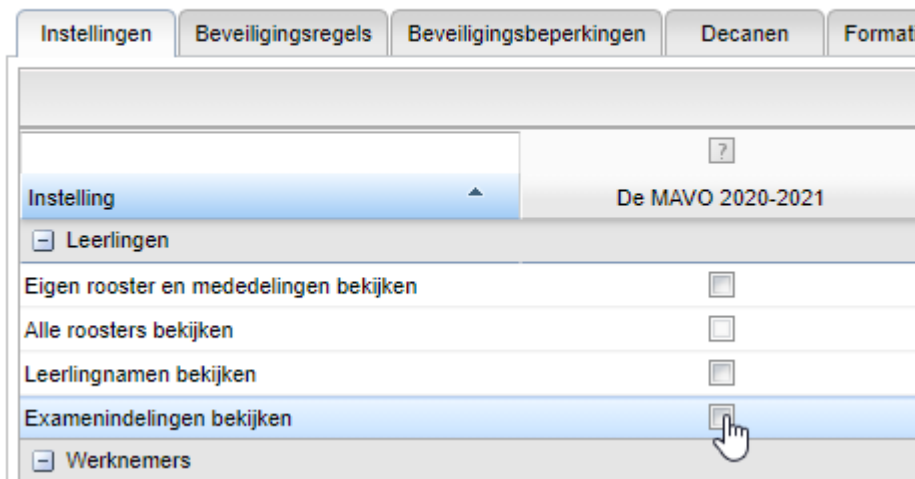 Instellingen Beveiligingsregels Beveiligingsbeperkingen Decanen Format
?
Instelling De MAVO 2020-2021
Leerlingen
Eigen rooster en mededelingen bekijken
Alle roosters bekijken
Leerlingnamen bekijken
Examenindelingen bekijken
Werknemers